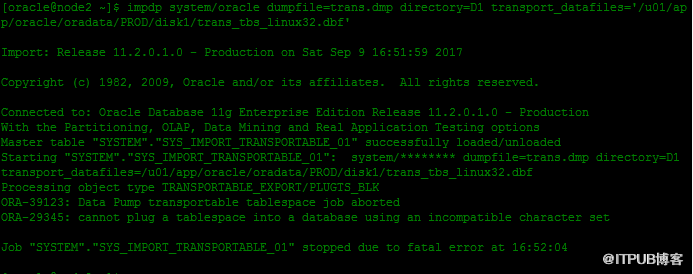 [oracle@node2 ~]$ impdp system/oracle dumpfile=trans.dmp directory=D1 transport_datafiles='/u01/ap
p/oracle/oradata/PROD/disk1/trans_tbs_linux32.dbf'
Import: Release 11.2.0.1.0 - Production on Sat Sep 9 16:51:59 2017
Copyright (c) 1982, 2009, Oracle and/or its affiliates.  All rights reserved.
Connected to: Oracle Database 11g Enterprise Edition Release 11.2.0.1.0 - Production
With the Partitioning, OLAP, Data Mining and Real Application Testing options
Master table "SYSTEM"."SYS_IMPORT_TRANSPORTABLE_01" successfully loaded/unloaded
Starting "SYSTEM"."SYS_IMPORT_TRANSPORTABLE_01":  system/******** dumpfile=trans.dmp directory=D1
transport_datafiles=/u01/app/oracle/oradata/PROD/disk1/trans_tbs_linux32.dbf
Processing object type TRANSPORTABLE_EXPORT/PLUGTS_BLK
ORA-39123: Data Pump transportable tablespace job aborted
ORA-29345: cannot plug a tablespace into a database using an incompatible character set
Job "SYSTEM"."SYS_IMPORT_TRANSPORTABLE_01" stopped due to fatal error at 16:52:04
@ITPUB博客